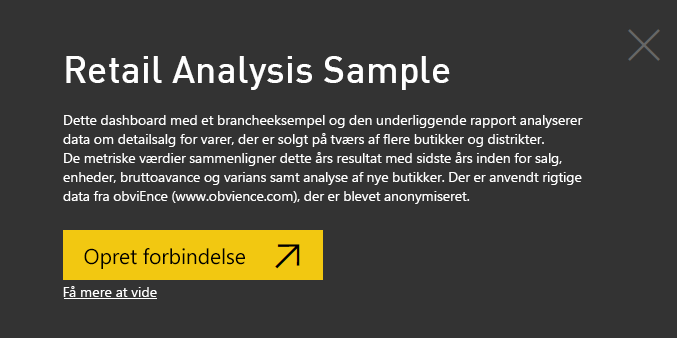 Retail Analysis Sample
Dette dashboard med et brancheeksempel og den underliggende rapport analyserer
data om detailsalg for varer, der er solgt på tværs af flere butikker og distrikter.
De metriske værdier sammenligner dette års resultat med sidste års inden for salg,
enheder, bruttoavance og varians samt analyse af nye butikker. Der er anvendt rigtige
data fra obviEnce (www.obvience.com), der er blevet anonymiseret.
Opret forbindelse
Få mere at vide